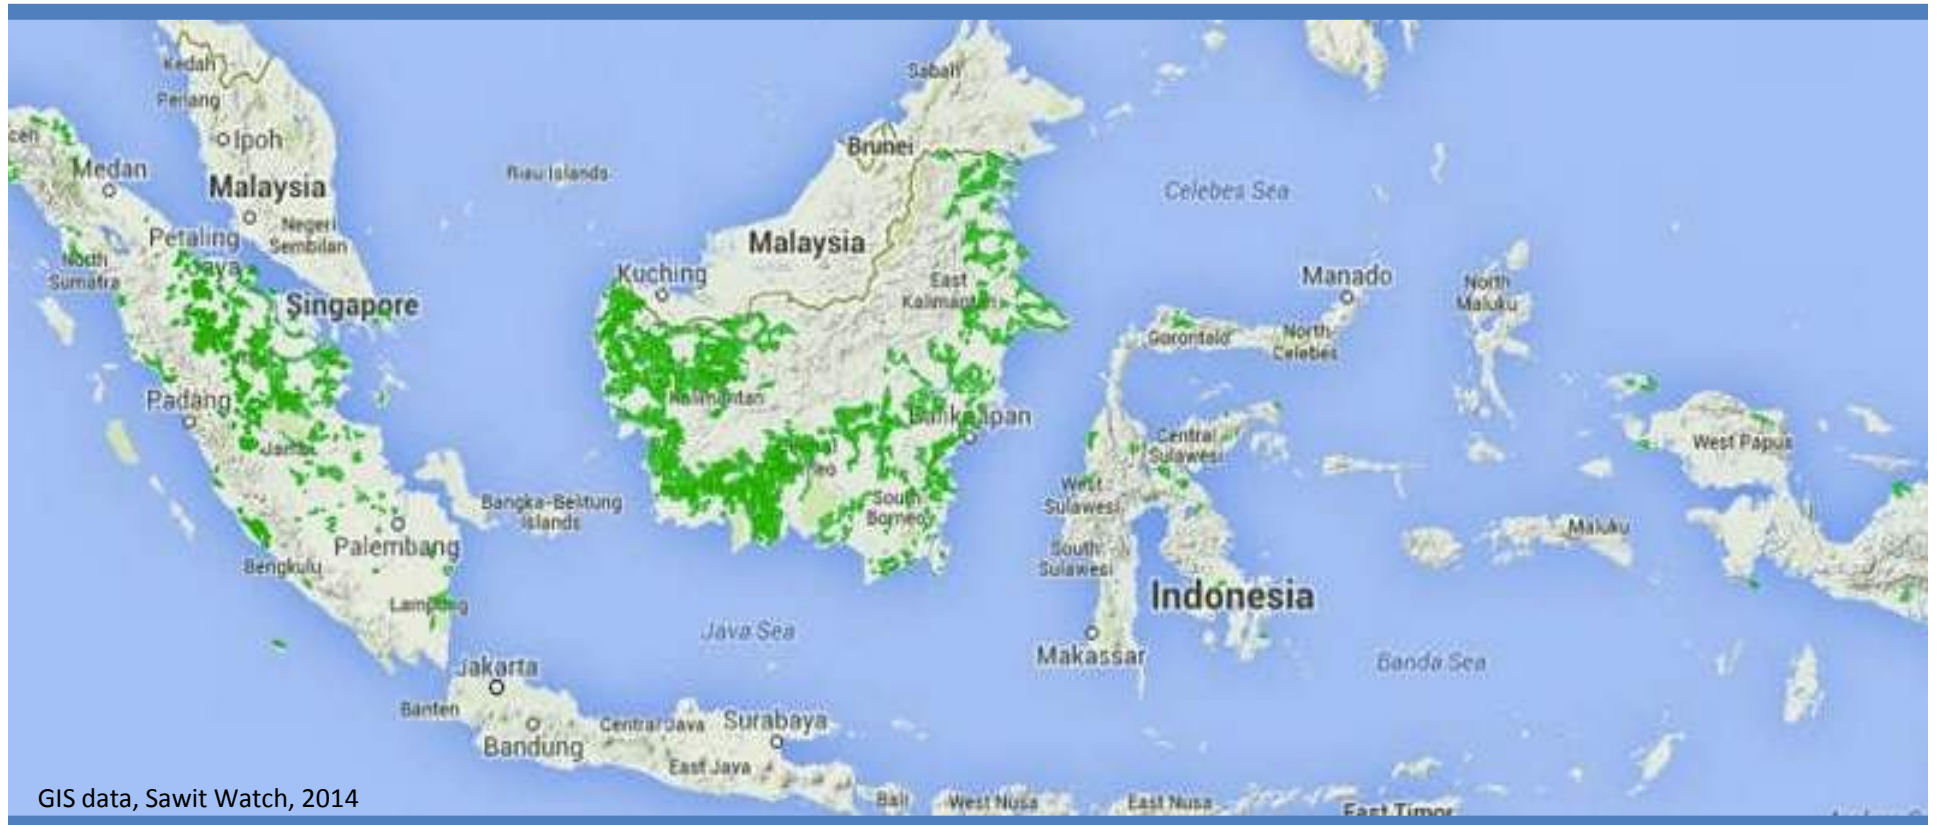 Kedah
Sabah
Penang
ceh
Ipoh
Brunei
Medan
Riau Islands
Malaysia
Celebes Sea
Negeri
Sembilan
Petaling
Jaya
Malaysia
North
Sumatra
Kuching
East
Kalimantan
Manado
North
Maluku
Singapore
Gorontalo
North
Celebes
Padang
Kalimantan
Balikpapan
Jambi
Central
Sulawesi
West Papua
West
Sulawesi
Bangka-Belitung
Islands
South
Borneo
Maluku
Palembang
Bengkulu
South
Sulawesi
Lampung
Indonesia
Java Sea
Makassar
Banda Sea
Jakarta
Banten
Central Java
Surabaya
Bandung
East Java
GIS data, Sawit Watch, 2014
Bali
West Nusa
East Nusa
East Timor